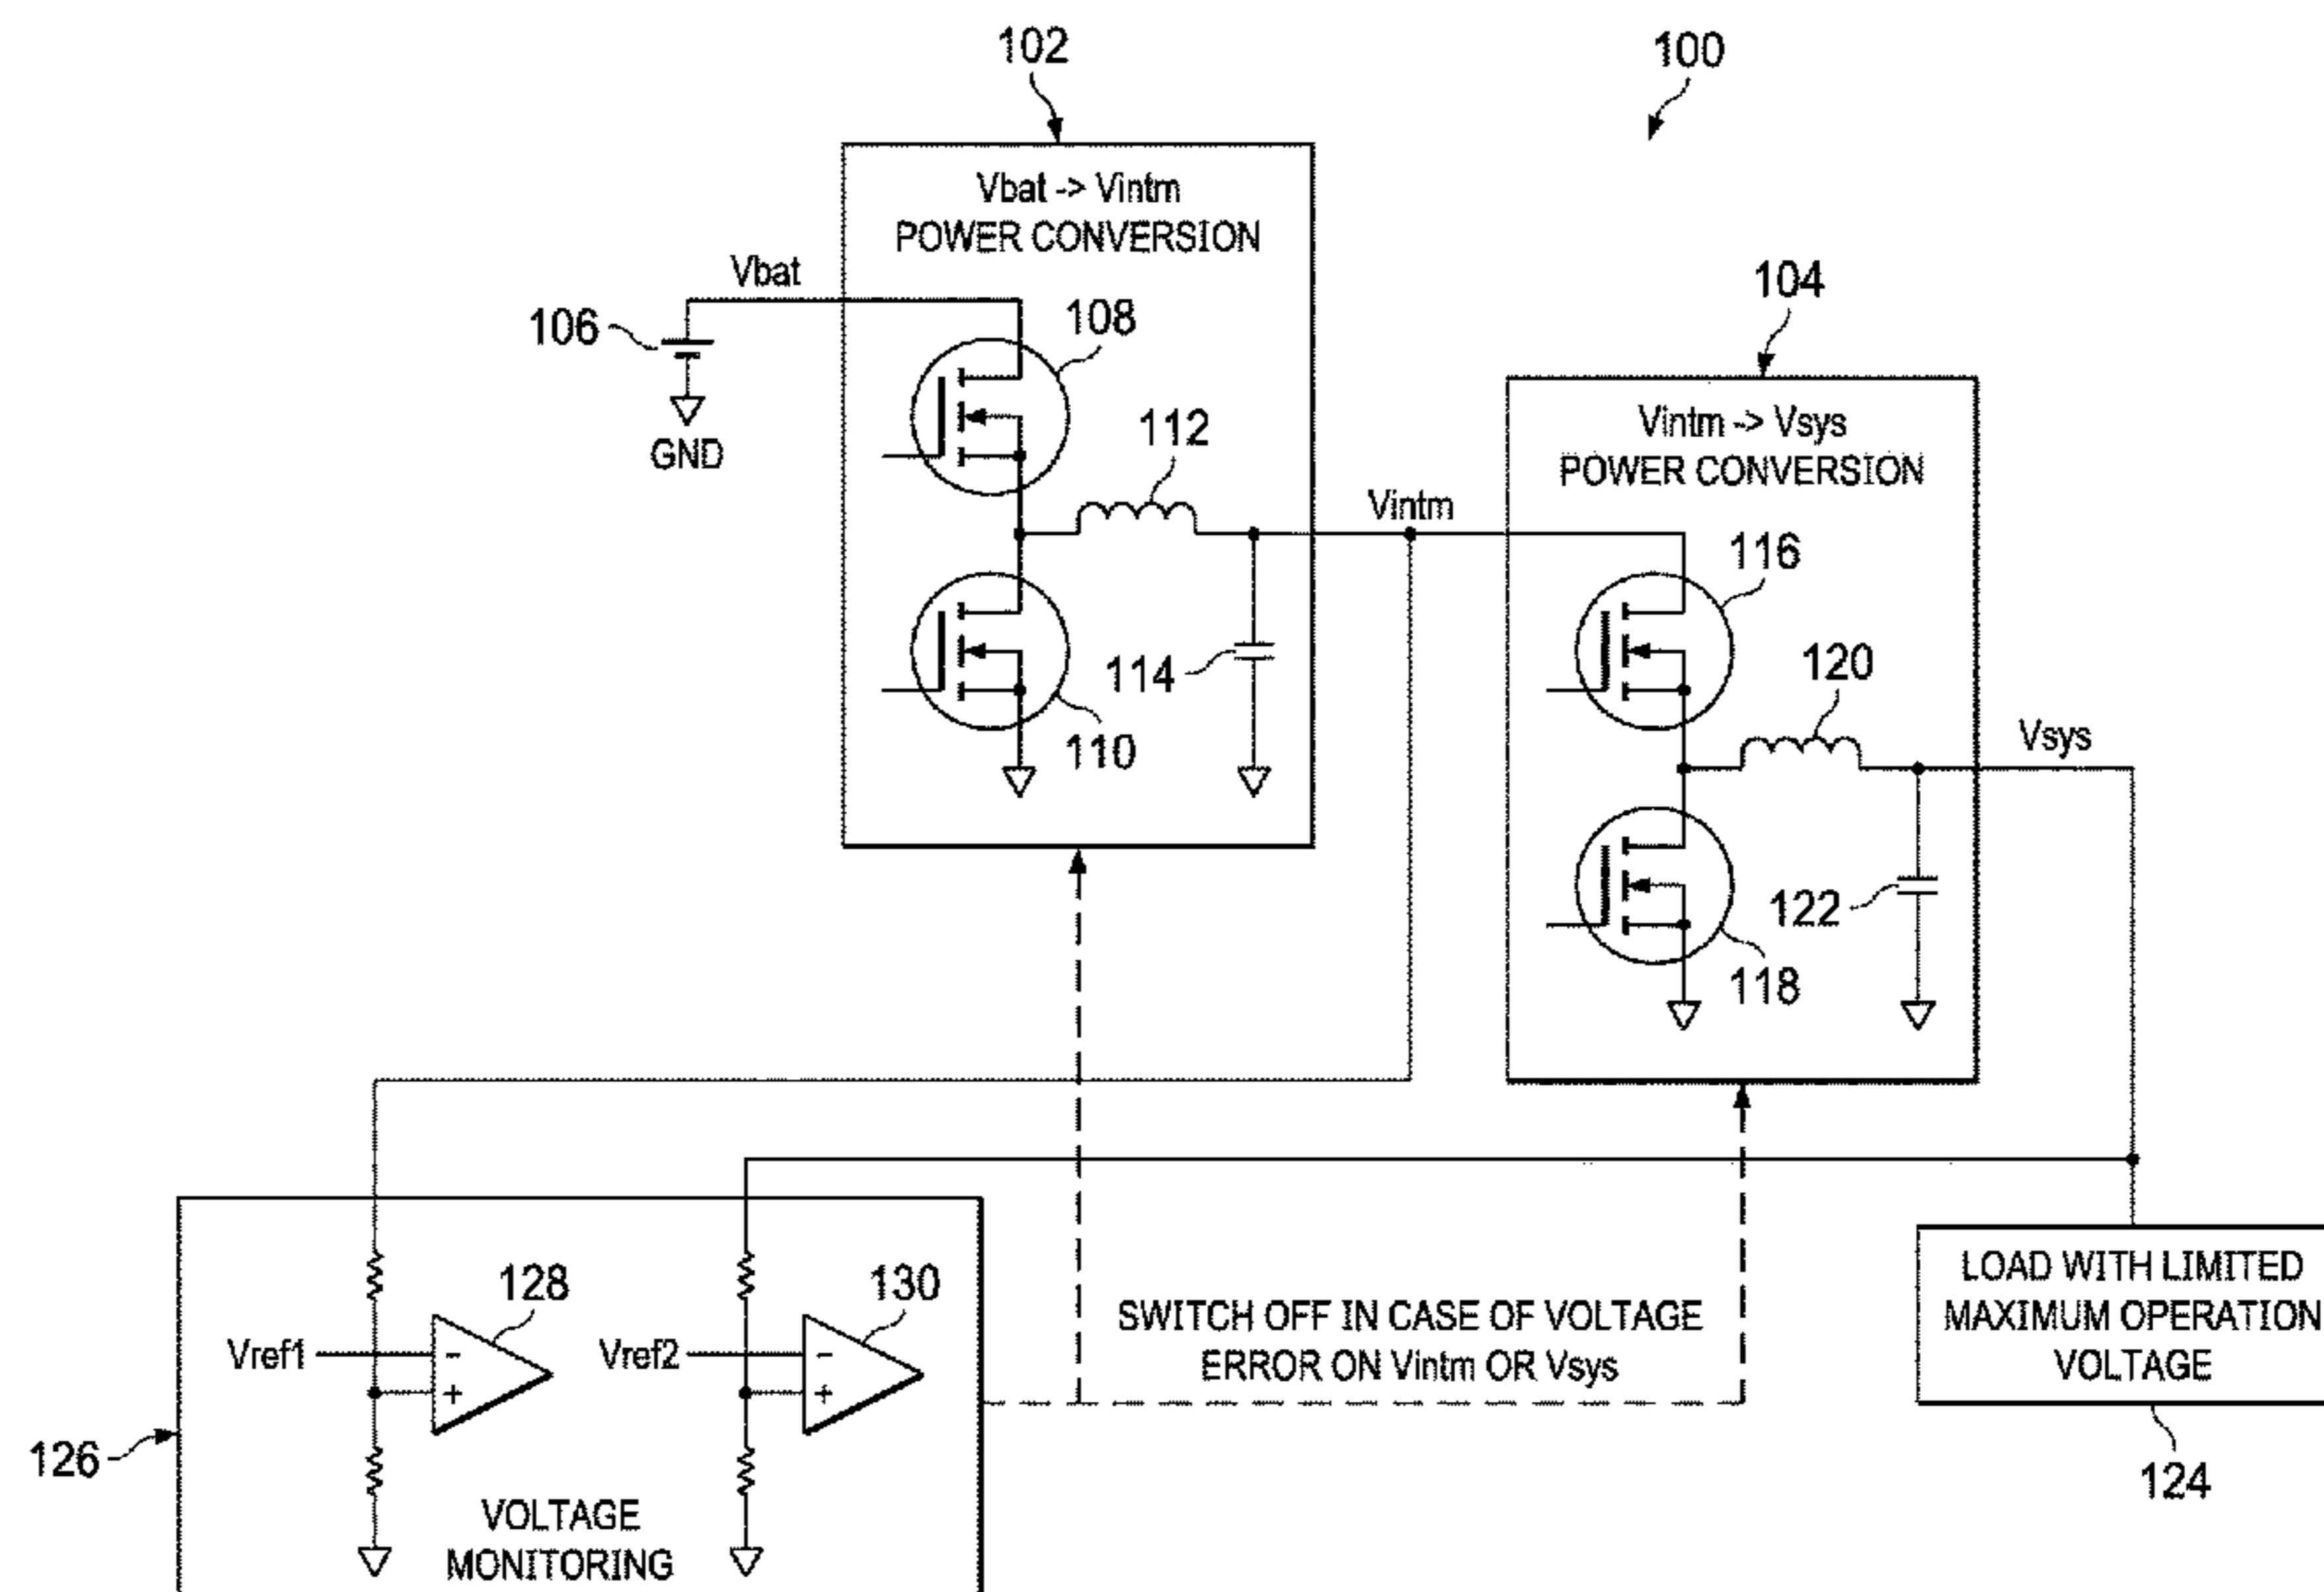 102
100
Vbat -> Vintm
POWER CONVERSION
Vbat
106
GND
108
112
114
110
Vintm
104
Vintm -> Vsys
POWER CONVERSION
116
120
122
118
Vsys
128
Vref1
-
+
130
Vref2
-
+
126
VOLTAGE
MONITORING
SWITCH OFF IN CASE OF VOLTAGE
ERROR ON Vintm OR Vsys
LOAD WITH LIMITED
MAXIMUM OPERATION
VOLTAGE
124